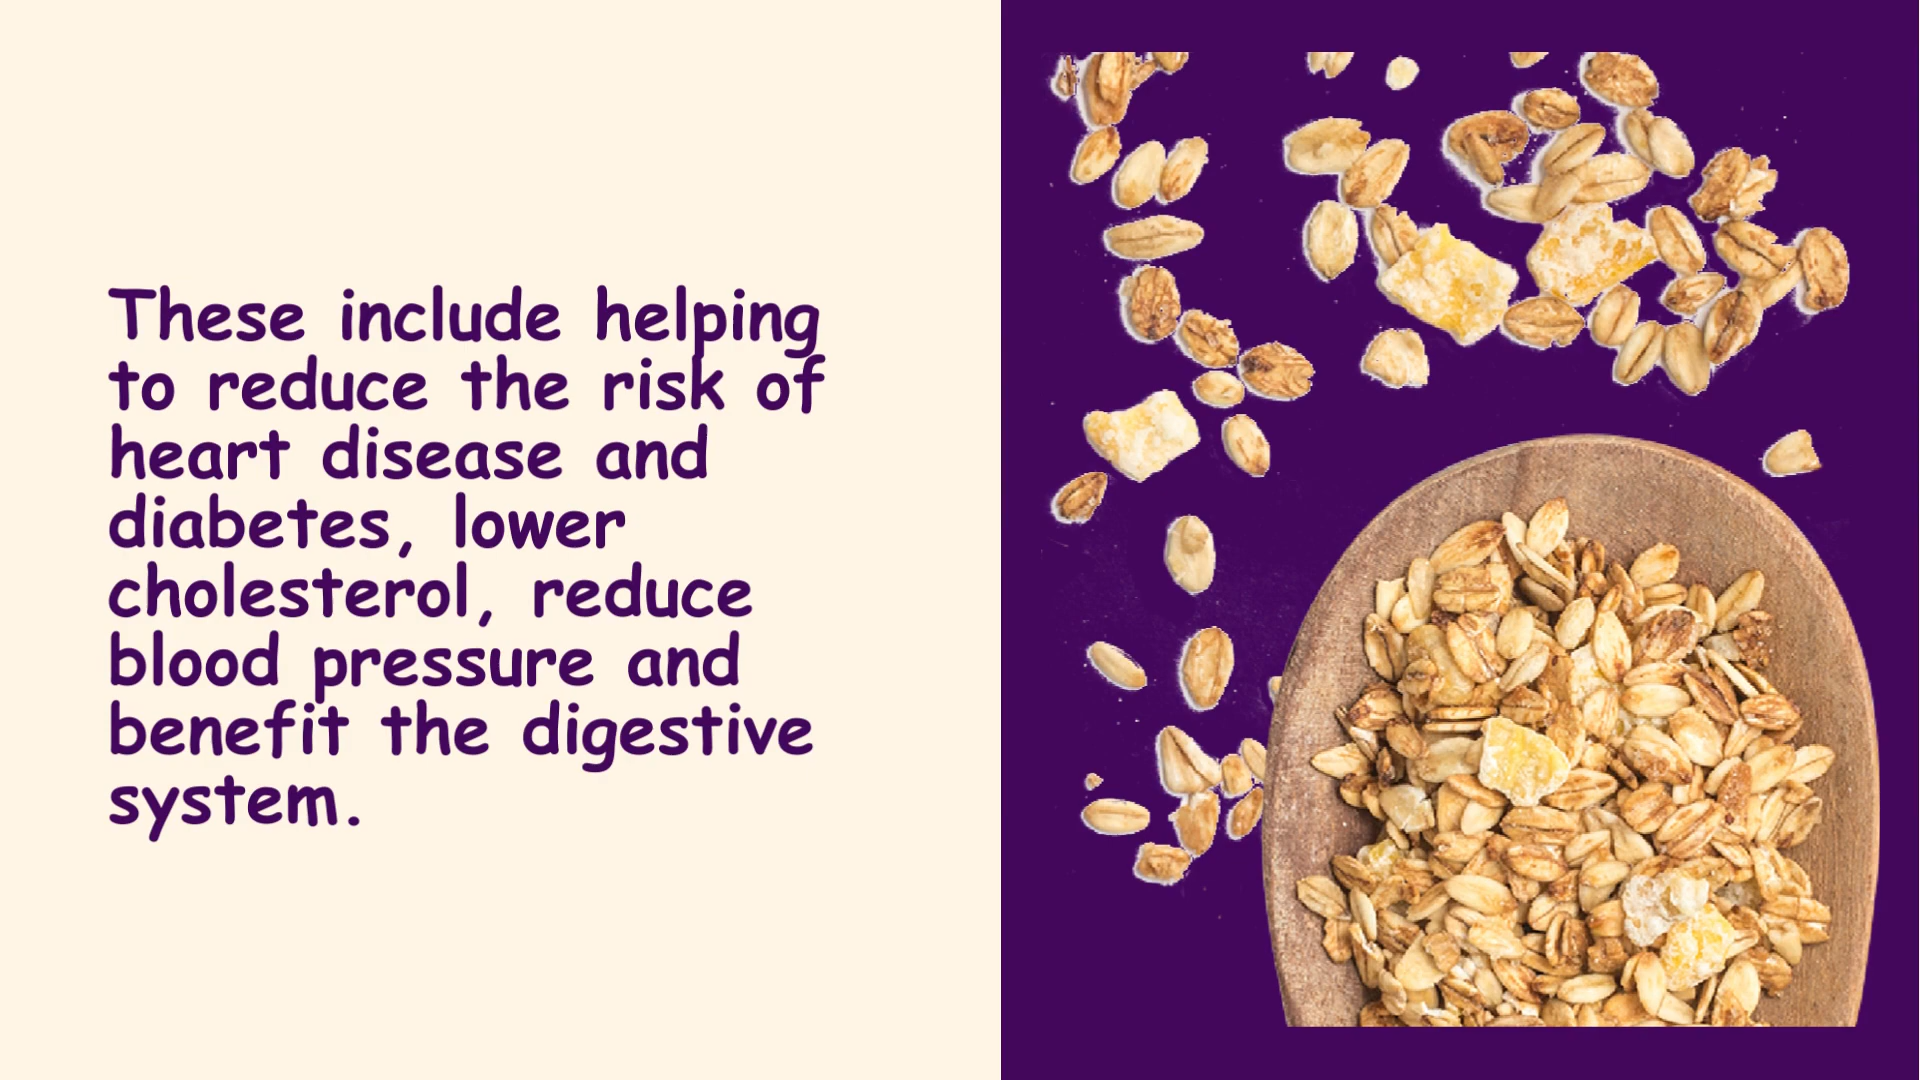 These include helping
to reduce the risk of
heart disease and
diabetes, lower
cholesterol, reduce
blood pressure and
benefit the digestive
system.